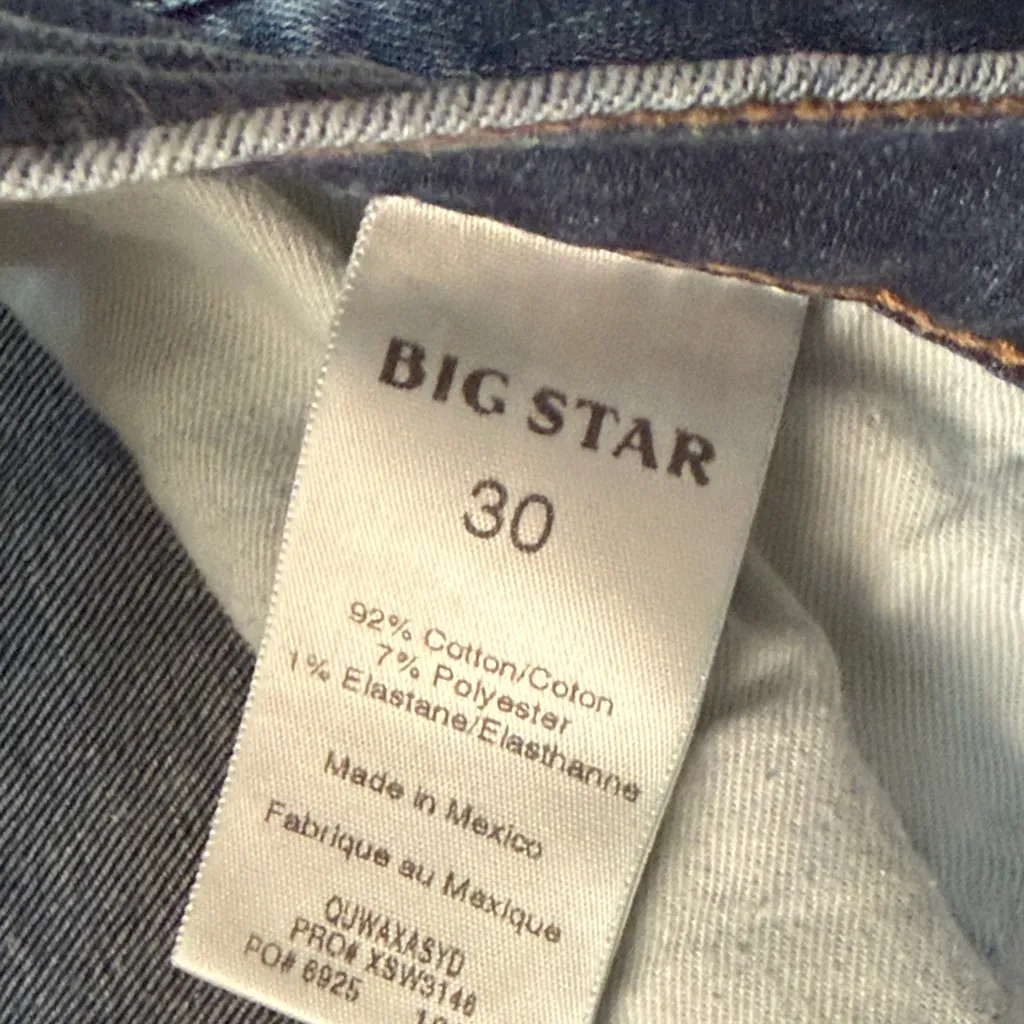 BIG STAR
30
92% Cotton/Coton
7% Polyester
1% Elastane/Elasthanne
Made in Mexico
Fabrique au Mexique
QUWAXASYD
PRO# XSW3146
PO# 6925